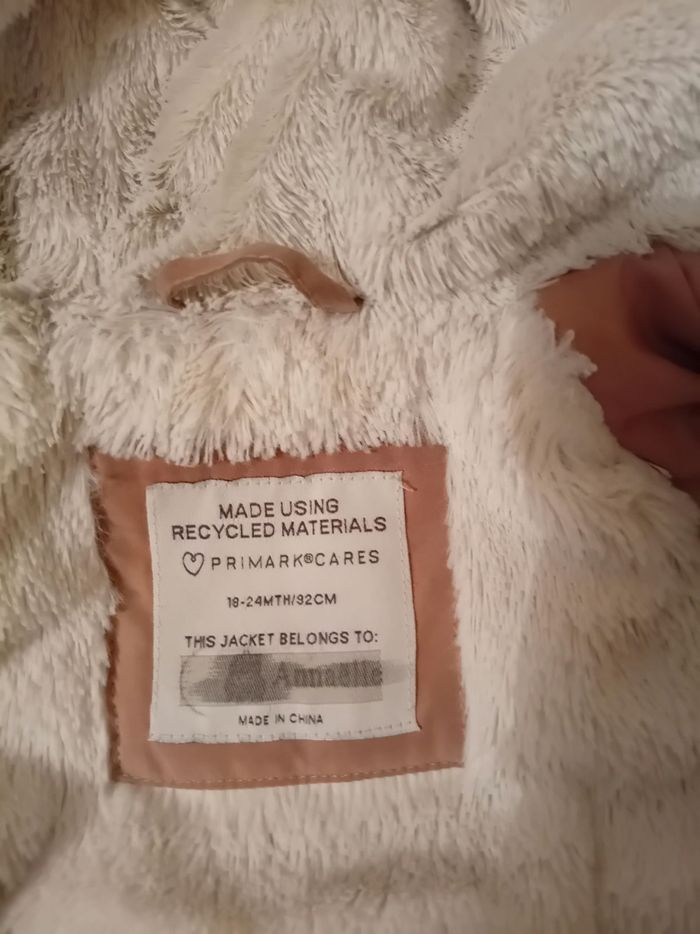 MADE USING
RECYCLED MATERIALS
PRIMARK®CARES
18-24MTH/92CM
THIS JACKET BELONGS TO:
MADE IN CHINA